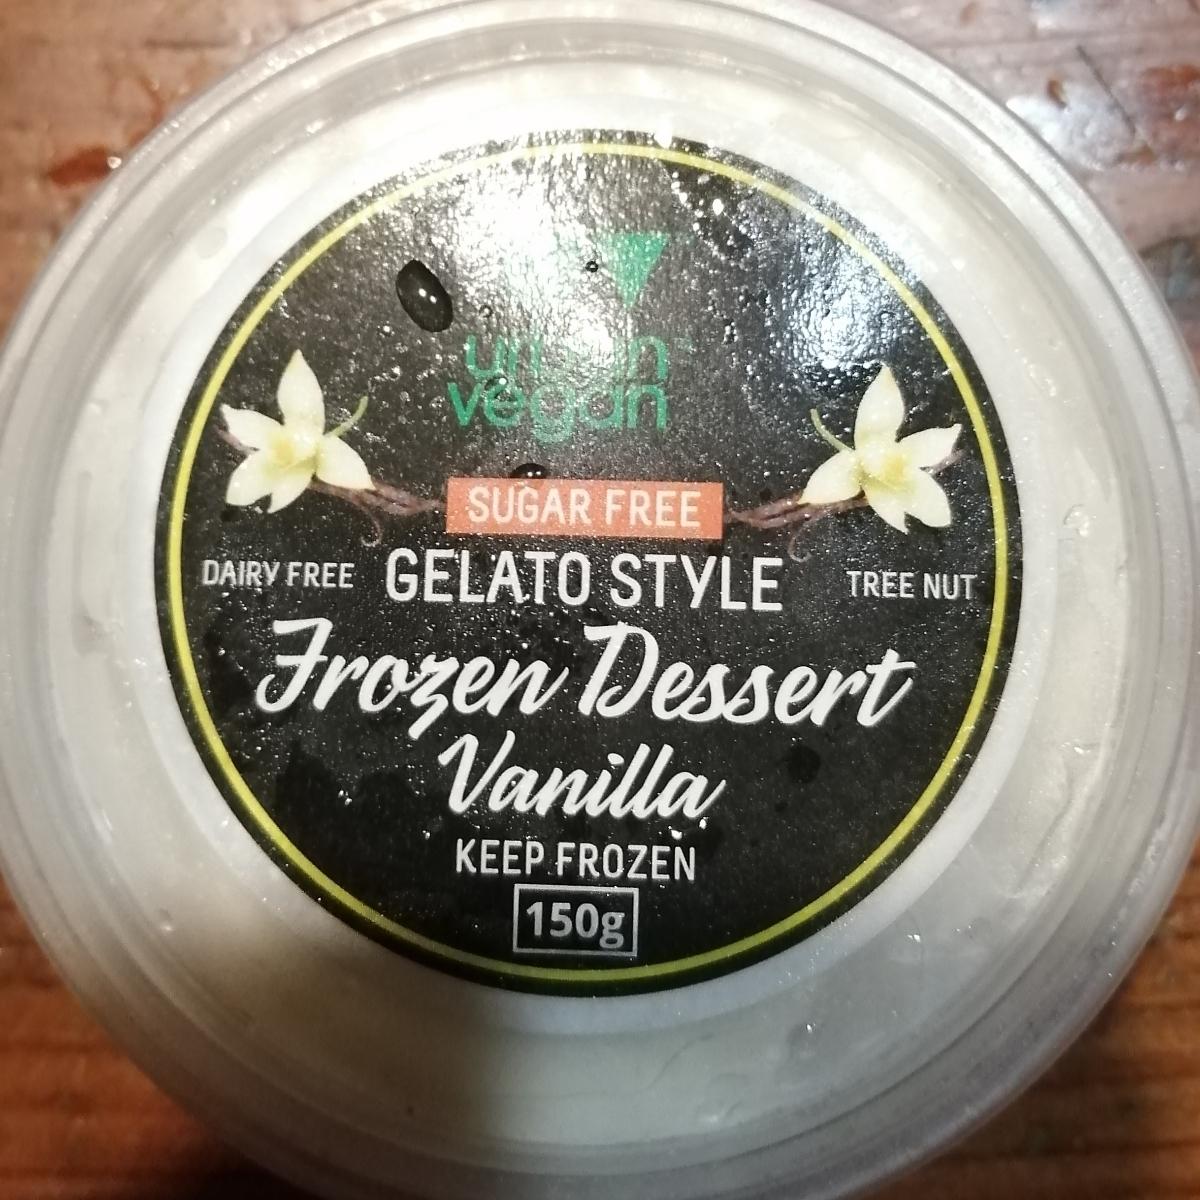 urban
vegan
SUGAR FREE
DAIRY FREE GELATO STYLE TREE NUT
Frozen Dessert
Vanilla
KEEP FROZEN
150g